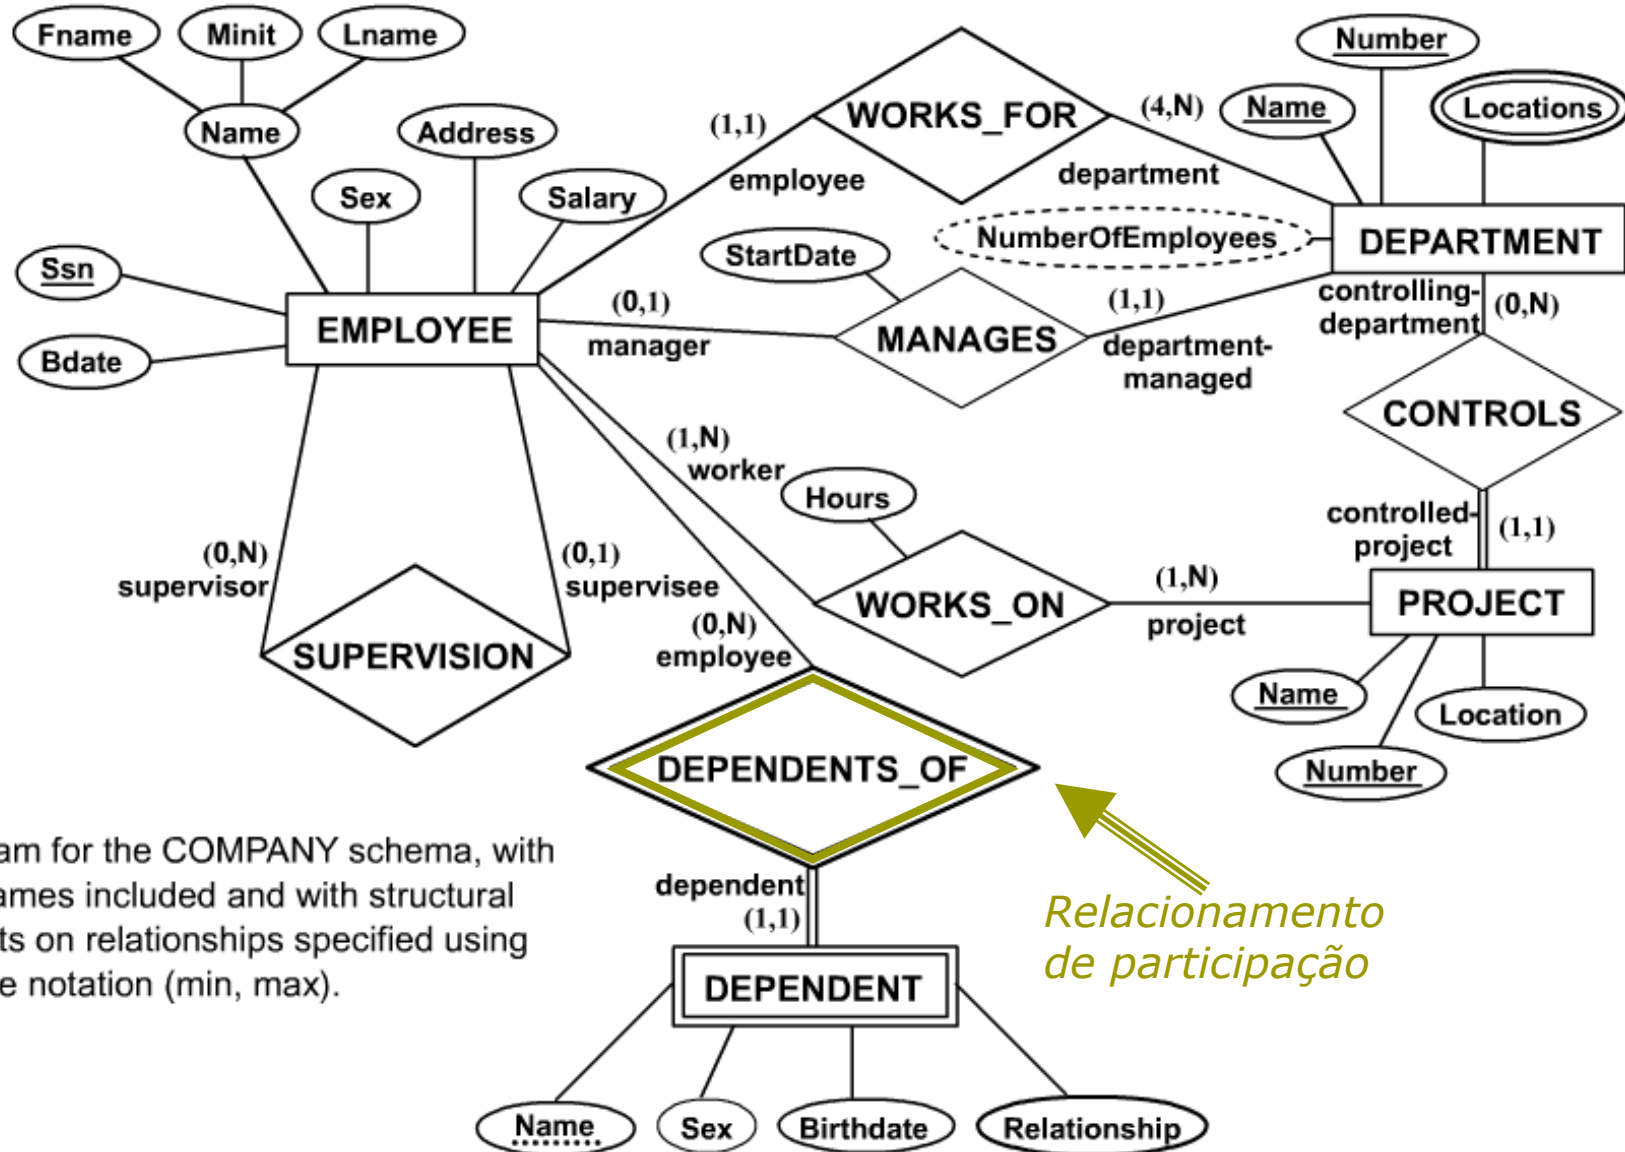 Fname
Minit
Lname
Number
Name
Address
WORKS_FOR
(1,1)
(4,N)
Name
Locations
employee
department
Sex
Salary
Ssn
StartDate
NumberOfEmployees
DEPARTMENT
EMPLOYEE
(0,1)
manager
MANAGES
(1,1)
department-
managed
controlling-
department
(0,N)
Bdate
CONTROLS
(1,N)
worker
Hours
(0,N)
supervisor
(0,1)
supervisee
controlled-
project
(1,1)
SUPERVISION
(0,N)
employee
WORKS_ON
(1,N)
project
PROJECT
Name
Location
Number
DEPENDENTS_OF
am for the COMPANY schema, with
ames included and with structural
ts on relationships specified using
e notation (min, max).
dependent
(1,1)
Relacionamento
de participação
DEPENDENT
Name
Sex
Birthdate
Relationship